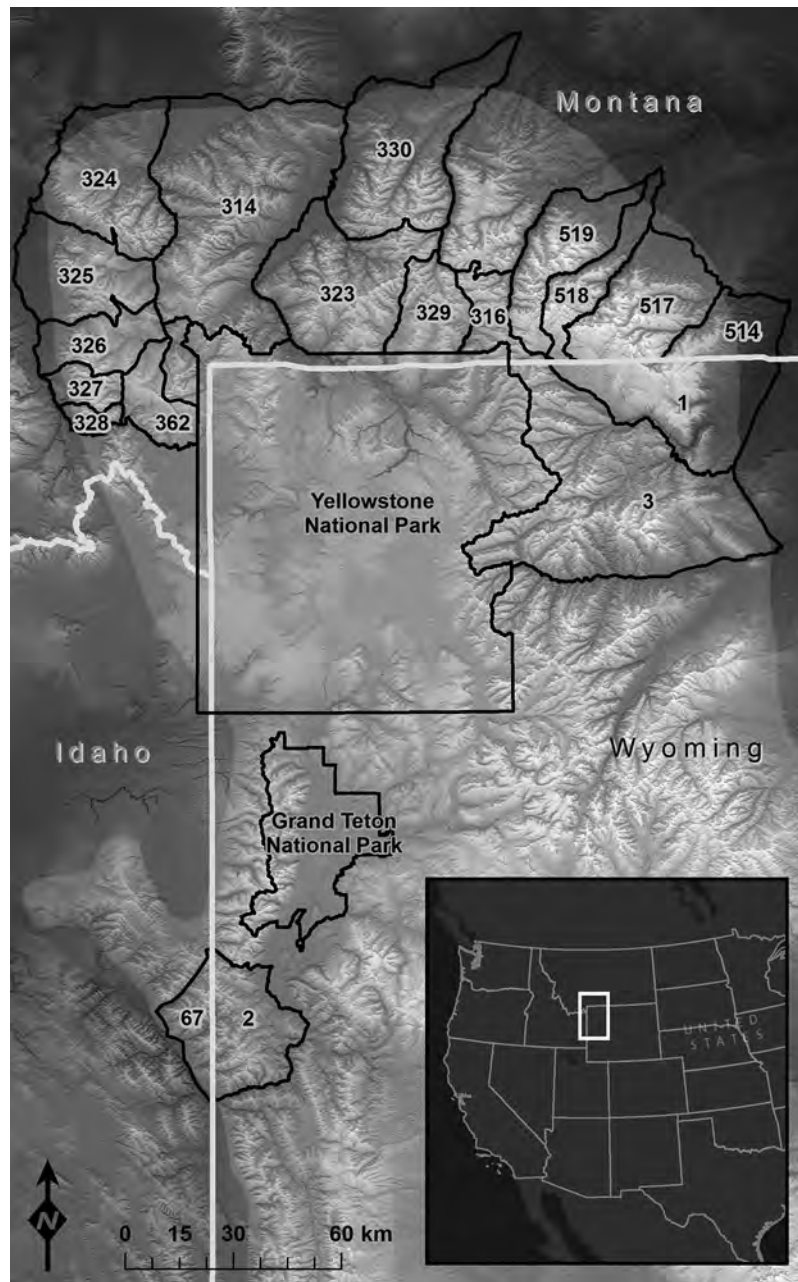 Montana
330
324
314
519
325
323
329
316
518
517
514
326
327
328
362
1
Yellowstone
National Park
3
Idaho
Wyoming
Grand Teton
National Park
67
2
UNITED
STATES
N
0 15 30 60 km